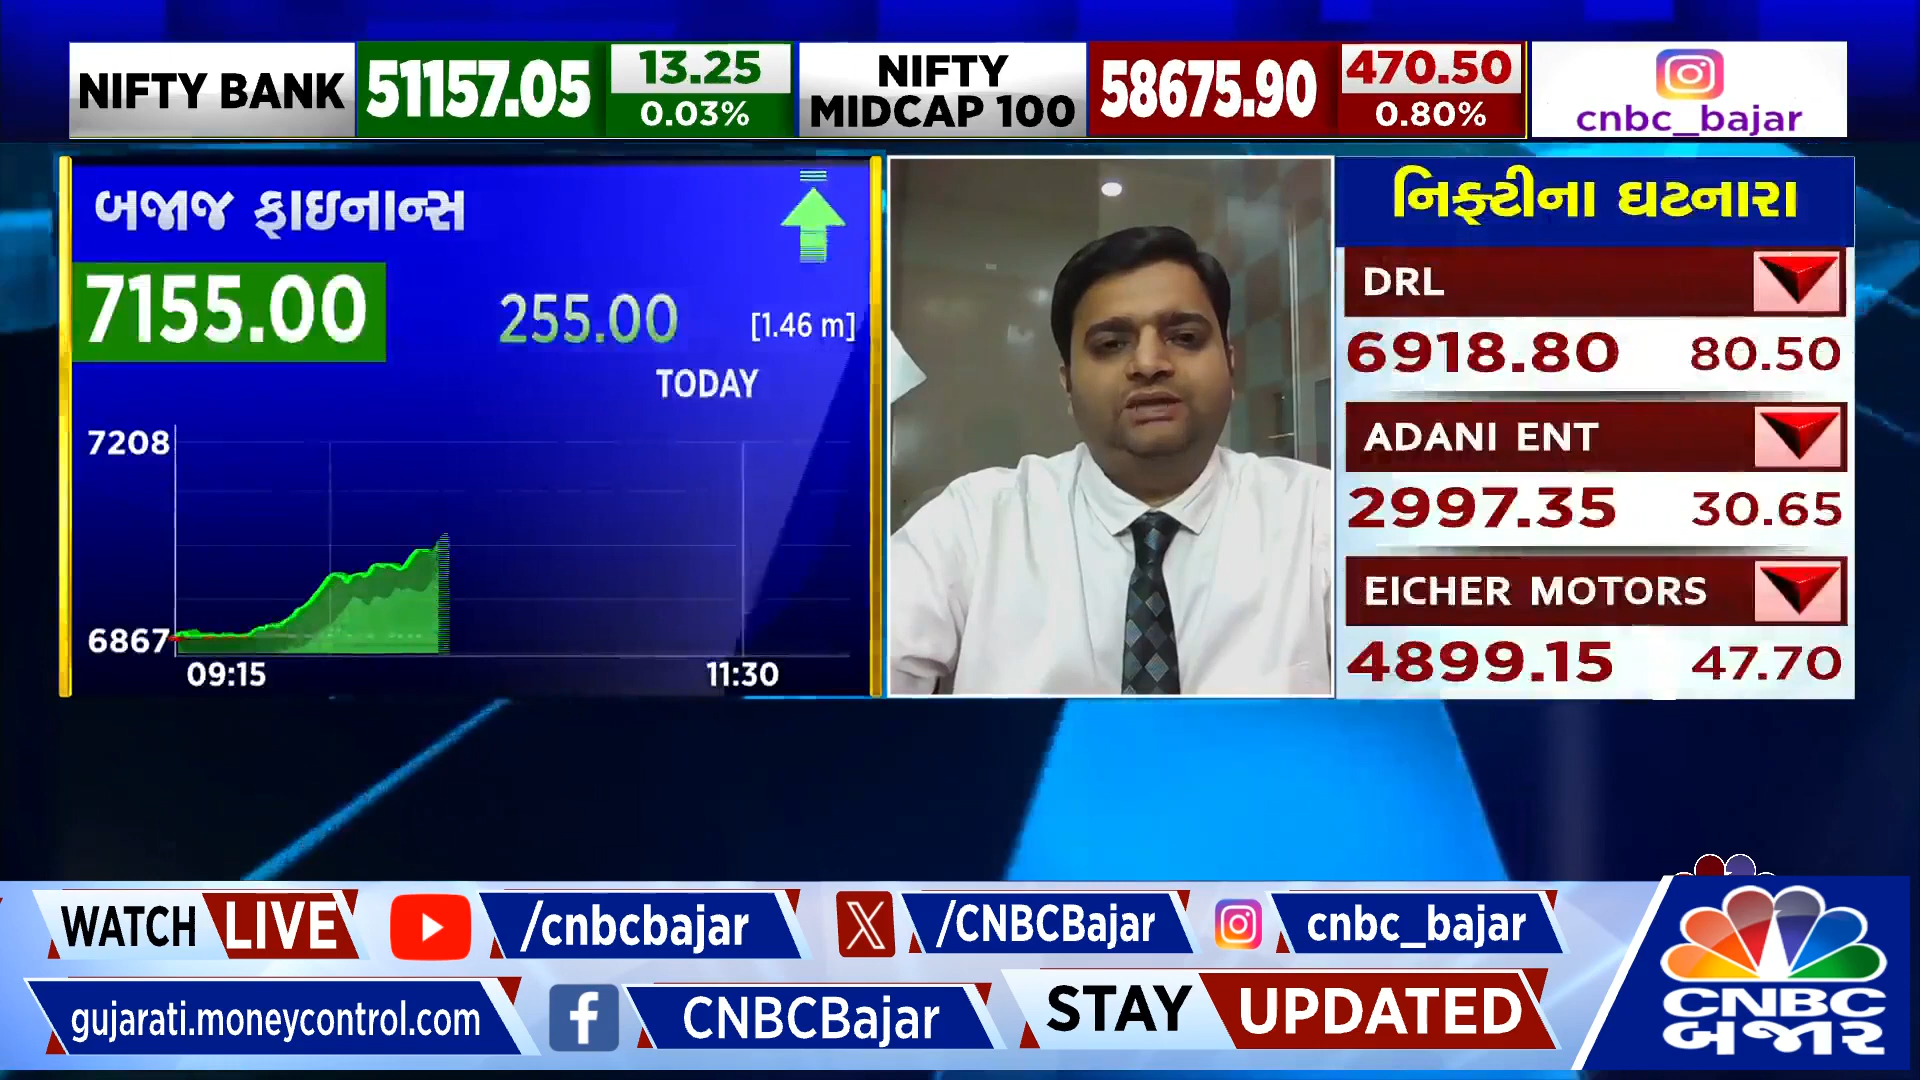 NIFTY BANK
51157.05
13.25
0.03%
NIFTY
MIDCAP 100
58675.90
470.50
0.80%
cnbc_bajar
બજાજ ફાઇનાન્સ
7155.00
255.00
[1.46 m]
TODAY
7208
6867
09:15
11:30
નિફ્ટીના ઘટનારા
DRL
6918.80 80.50
ADANI ENT
2997.35 30.65
EICHER MOTORS
4899.15 47.70
WATCH LIVE
/cnbcbajar
/CNBCBajar
cnbc_bajar
gujarati.moneycontrol.com
CNBCBajar
STAY UPDATED
CNBC
બજાર